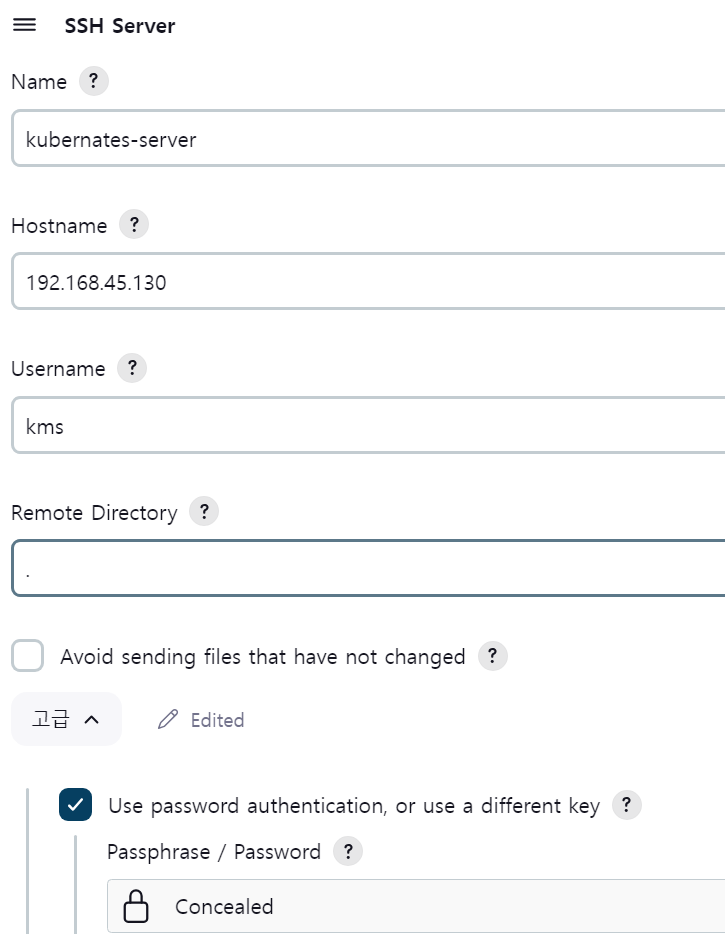 SSH Server
Name ?
kubernates-server
Hostname ?
192.168.45.130
Username ?
kms
Remote Directory ?
.
Avoid sending files that have not changed ?
고급 Edited
Use password authentication, or use a different key ?
Passphrase / Password ?
Concealed